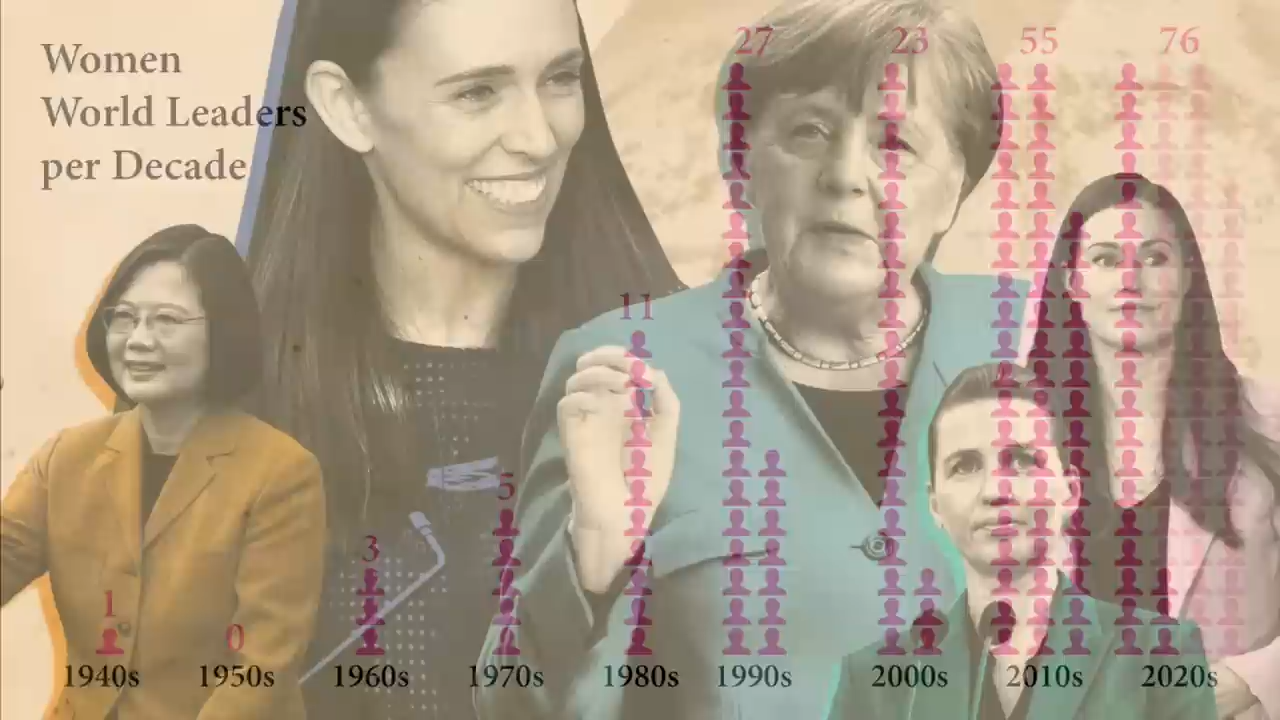 Women
World Leaders
per Decade
27 23 55 76
11
5
3
1 0
1940s 1950s 1960s 1970s 1980s 1990s 2000s 2010s 2020s